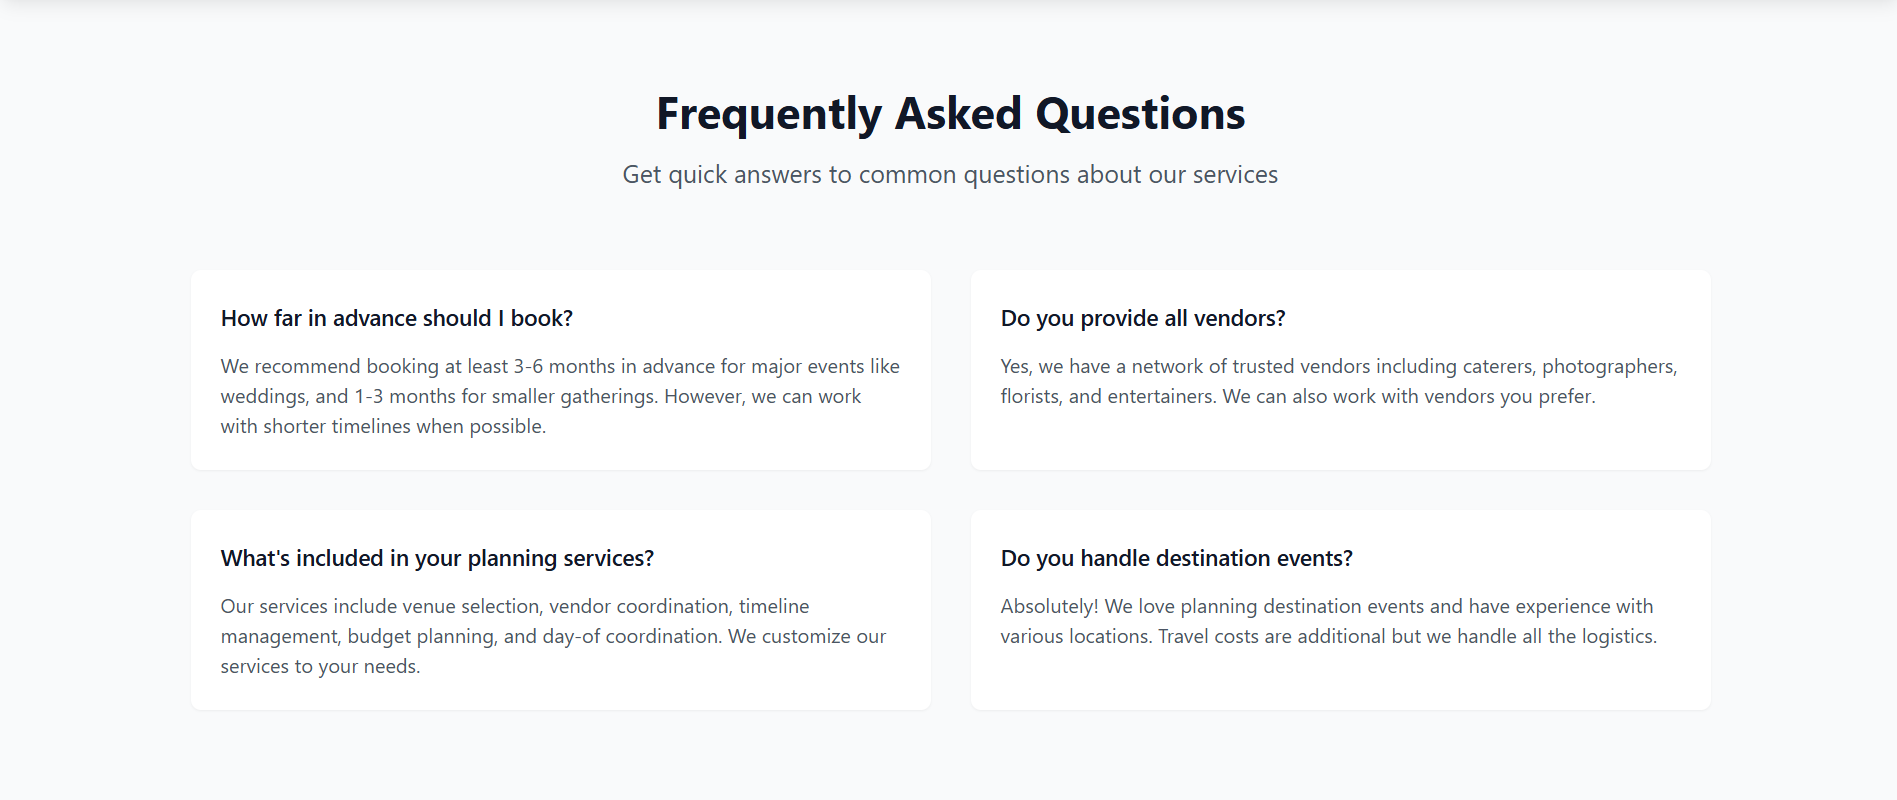 Frequently Asked Questions
Get quick answers to common questions about our services
How far in advance should I book?
We recommend booking at least 3-6 months in advance for major events like
weddings, and 1-3 months for smaller gatherings. However, we can work
with shorter timelines when possible.
Do you provide all vendors?
Yes, we have a network of trusted vendors including caterers, photographers,
florists, and entertainers. We can also work with vendors you prefer.
What's included in your planning services?
Our services include venue selection, vendor coordination, timeline
management, budget planning, and day-of coordination. We customize our
services to your needs.
Do you handle destination events?
Absolutely! We love planning destination events and have experience with
various locations. Travel costs are additional but we handle all the logistics.